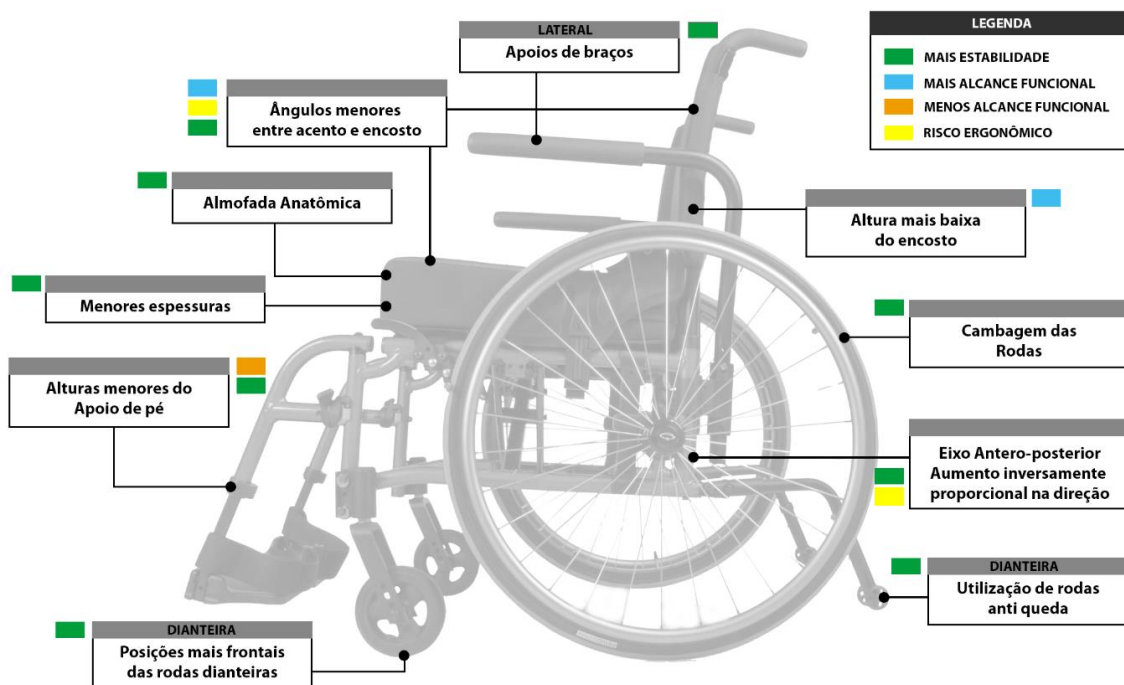 LATERAL
Apoios de braços
LEGENDA
MAIS ESTABILIDADE
MAIS ALCANCE FUNCIONAL
MENOS ALCANCE FUNCIONAL
RISCO ERGONÔMICO
Ângulos menores
entre acento e encosto
Almofada Anatômica
Altura mais baixa
do encosto
Menores espessuras
Cambagem das
Rodas
Alturas menores do
Apoio de pé
Eixo Antero-posterior
Aumento inversamente
proporcional na direção
DIANTEIRA
Utilização de rodas
anti queda
DIANTEIRA
Posições mais frontais
das rodas dianteiras